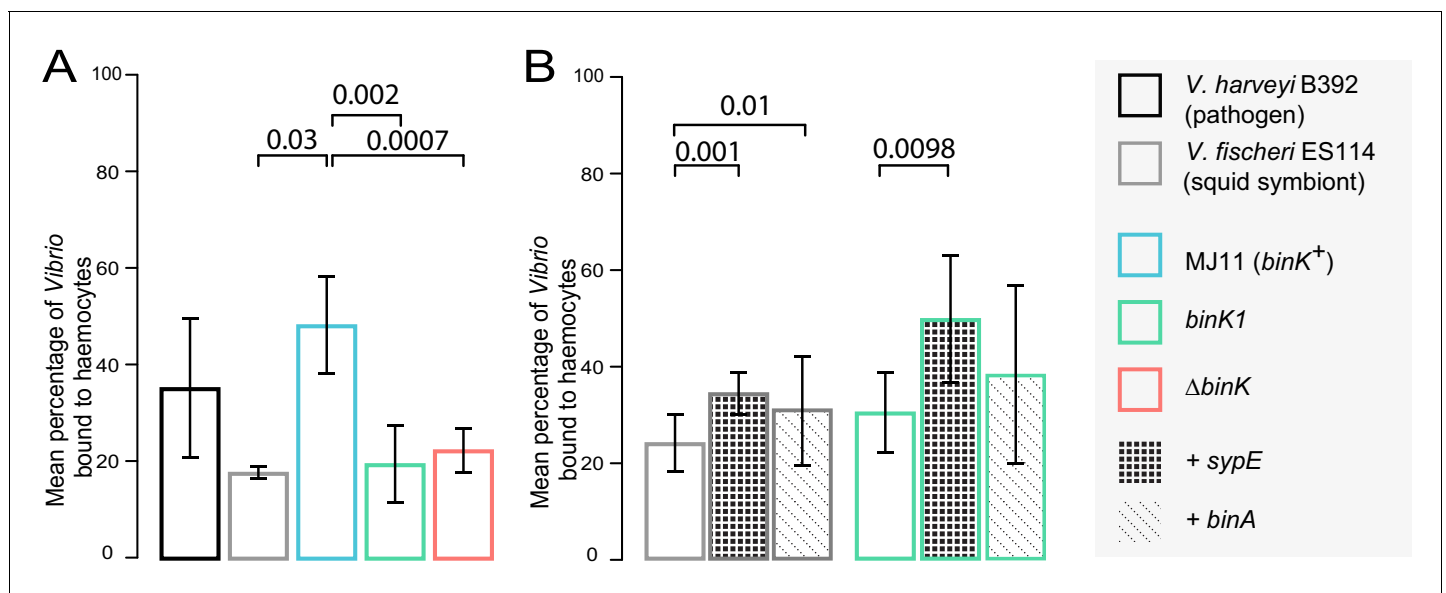 A
Mean percentage of Vibrio
bound to haemocytes
100
80
60
40
20
0
0.002
0.03
0.0007
B
Mean percentage of Vibrio
bound to haemocytes
100
80
60
40
20
0
0.01
0.001
0.0098
V. harveyi B392
(pathogen)
V. fischeri ES114
(squid symbiont)
MJ11 (binK⁺)
binK1
ΔbinK
+ sypE
+ binA